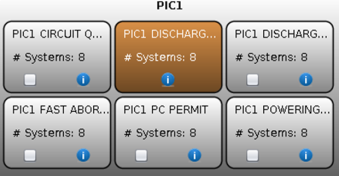 PIC1
PIC1 CIRCUIT Q... PIC1 DISCHARG... PIC1 DISCHARG...
# Systems: 8 # Systems: 8 # Systems: 8
i i i
PIC1 FAST ABOR... PIC1 PC PERMIT PIC1 POWERING...
# Systems: 8 # Systems: 8 # Systems: 8
i i i